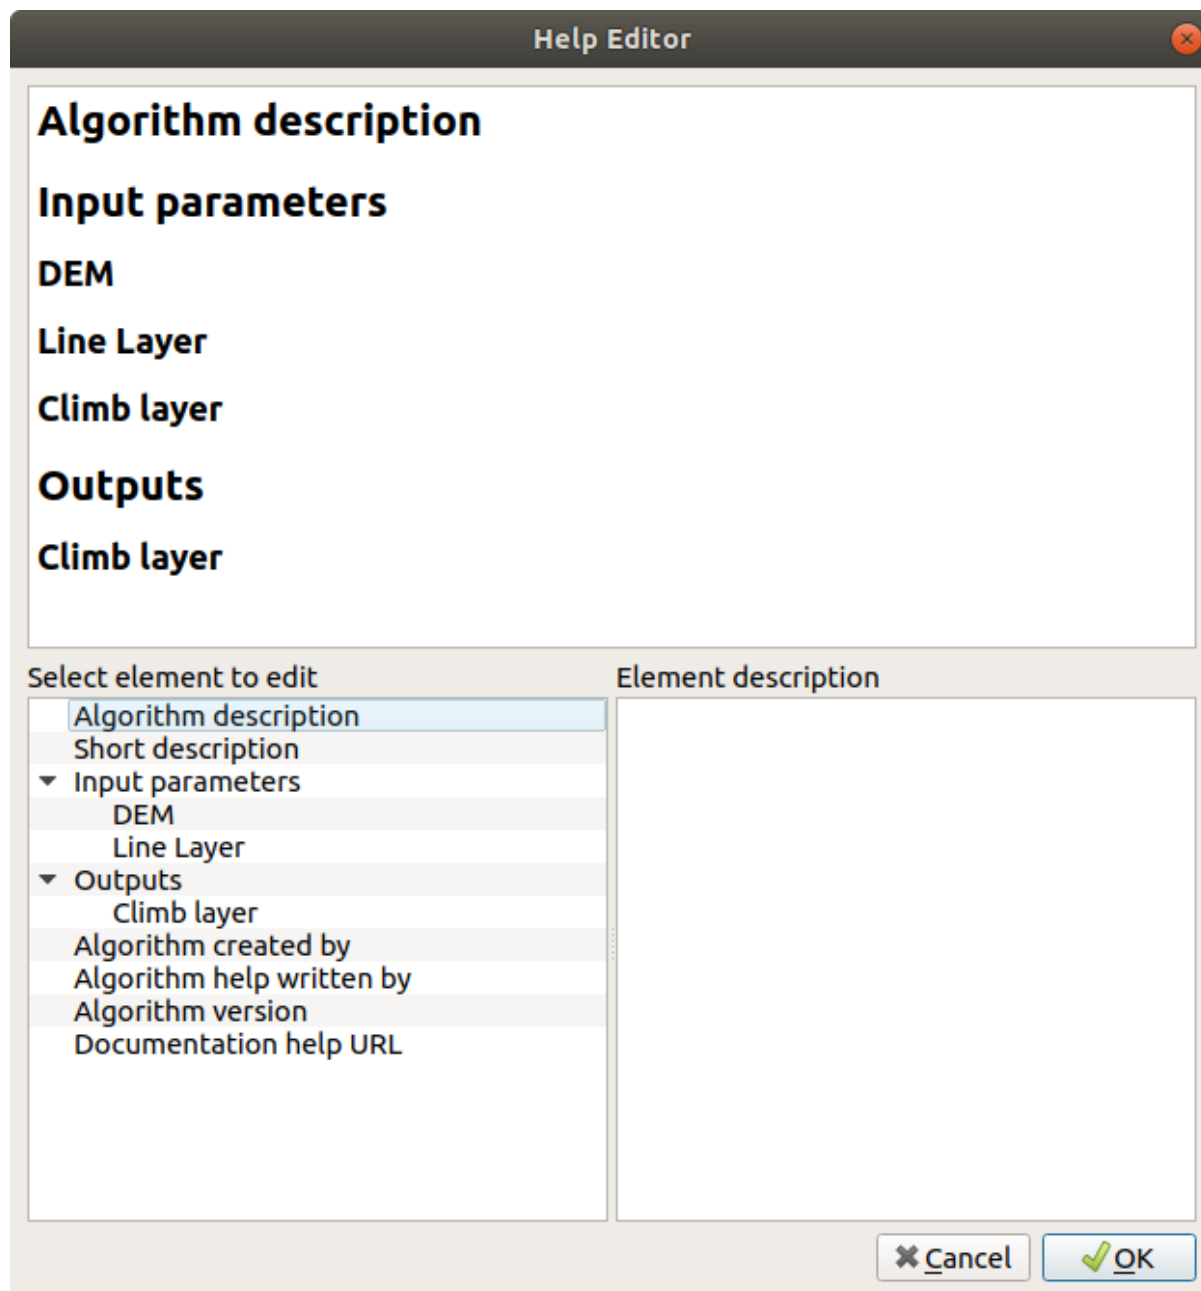 Help Editor
Algorithm description
Input parameters
DEM
Line Layer
Climb layer
Outputs
Climb layer
Select element to edit
Algorithm description
Short description
Input parameters
DEM
Line Layer
Outputs
Climb layer
Algorithm created by
Algorithm help written by
Algorithm version
Documentation help URL
Element description
Cancel
OK